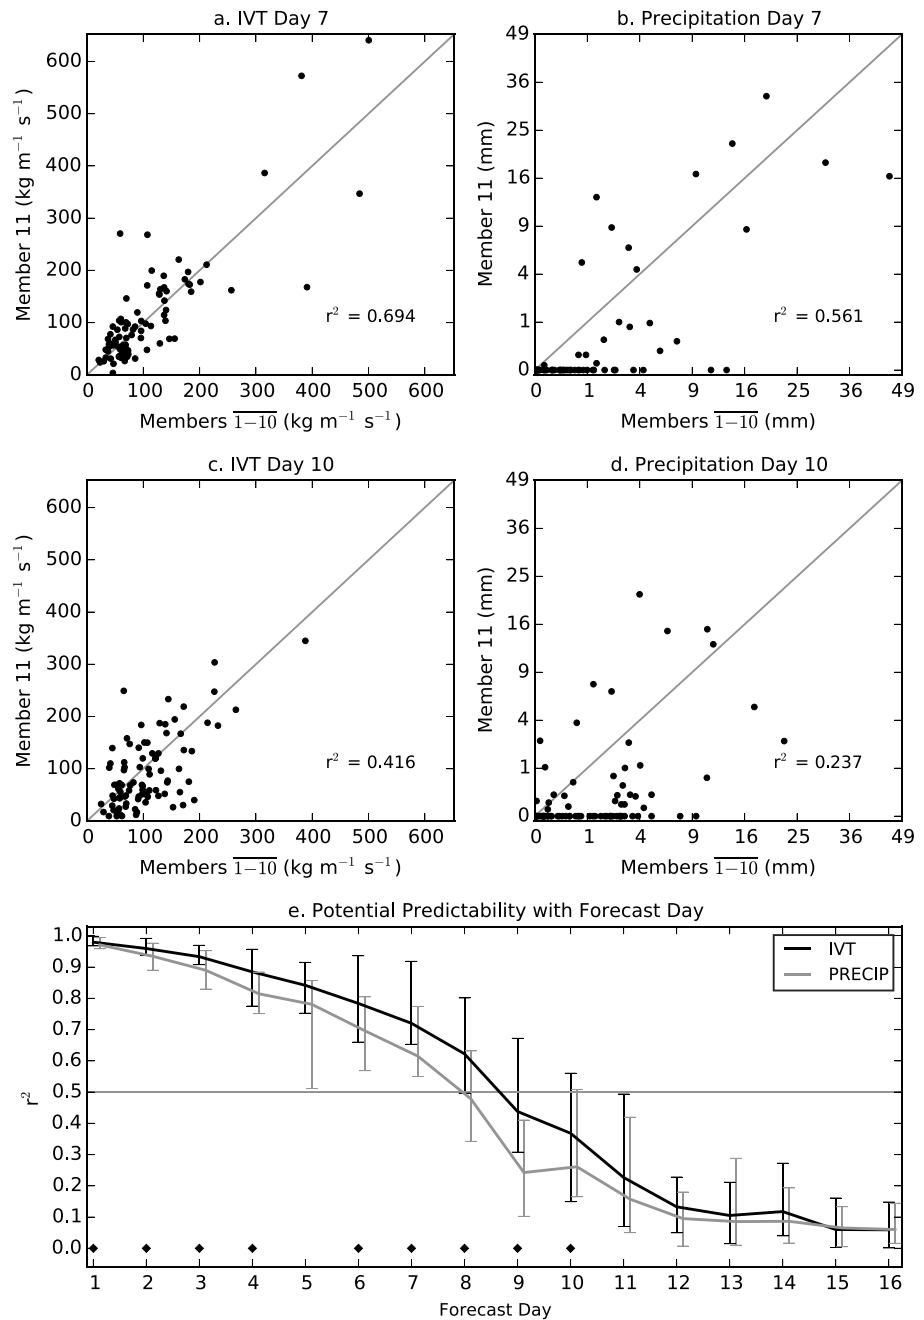 a. IVT Day 7
b. Precipitation Day 7
600
500
400
300
200
100
0
Member 11 (kg m⁻¹ s⁻¹)
r² = 0.694
0 100 200 300 400 500 600
Members 1−10 (kg m⁻¹ s⁻¹)
49
36
25
16
9
4
1
0
Member 11 (mm)
r² = 0.561
0 1 4 9 16 25 36 49
Members 1−10 (mm)
c. IVT Day 10
d. Precipitation Day 10
600
500
400
300
200
100
0
Member 11 (kg m⁻¹ s⁻¹)
r² = 0.416
0 100 200 300 400 500 600
Members 1−10 (kg m⁻¹ s⁻¹)
49
36
25
16
9
4
1
0
Member 11 (mm)
r² = 0.237
0 1 4 9 16 25 36 49
Members 1−10 (mm)
e. Potential Predictability with Forecast Day
1.0
0.9
0.8
0.7
0.6
0.5
0.4
0.3
0.2
0.1
0.0
r²
IVT
PRECIP
1 2 3 4 5 6 7 8 9 10 11 12 13 14 15 16
Forecast Day